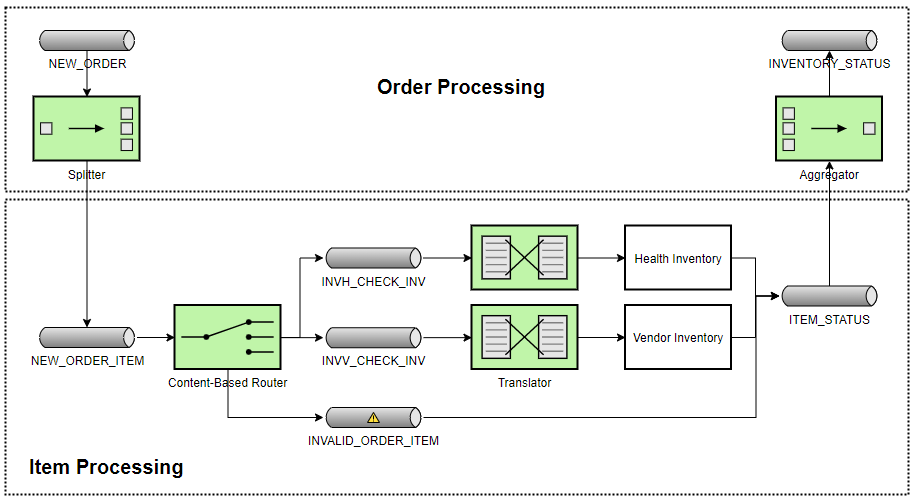 NEW_ORDER
INVENTORY_STATUS
Order Processing
Splitter
Aggregator
Health Inventory
INVH_CHECK_INV
ITEM_STATUS
NEW_ORDER_ITEM
INVV_CHECK_INV
Vendor Inventory
Content-Based Router
Translator
INVALID_ORDER_ITEM
Item Processing